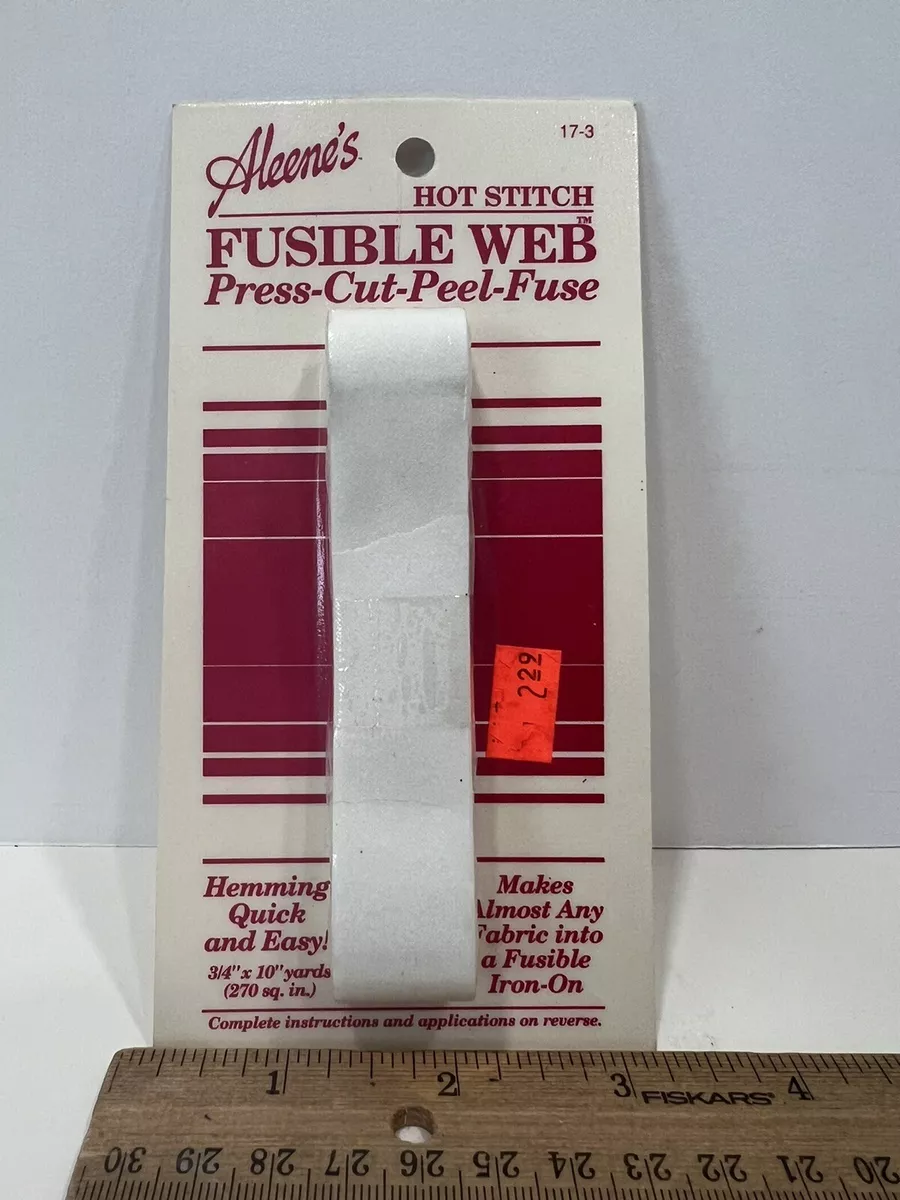 Aleene's
17-3
HOT STITCH
FUSIBLE WEB™
Press-Cut-Peel-Fuse
2 29
Hemming
Quick
and Easy!
3/4" x 10" yards
(270 sq. in.)
Makes
Almost Any
Fabric into
a Fusible
Iron-On
Complete instructions and applications on reverse.
1 2 3 FISKARS® 4
30 29 28 27 26 25 24 23 22 21 20